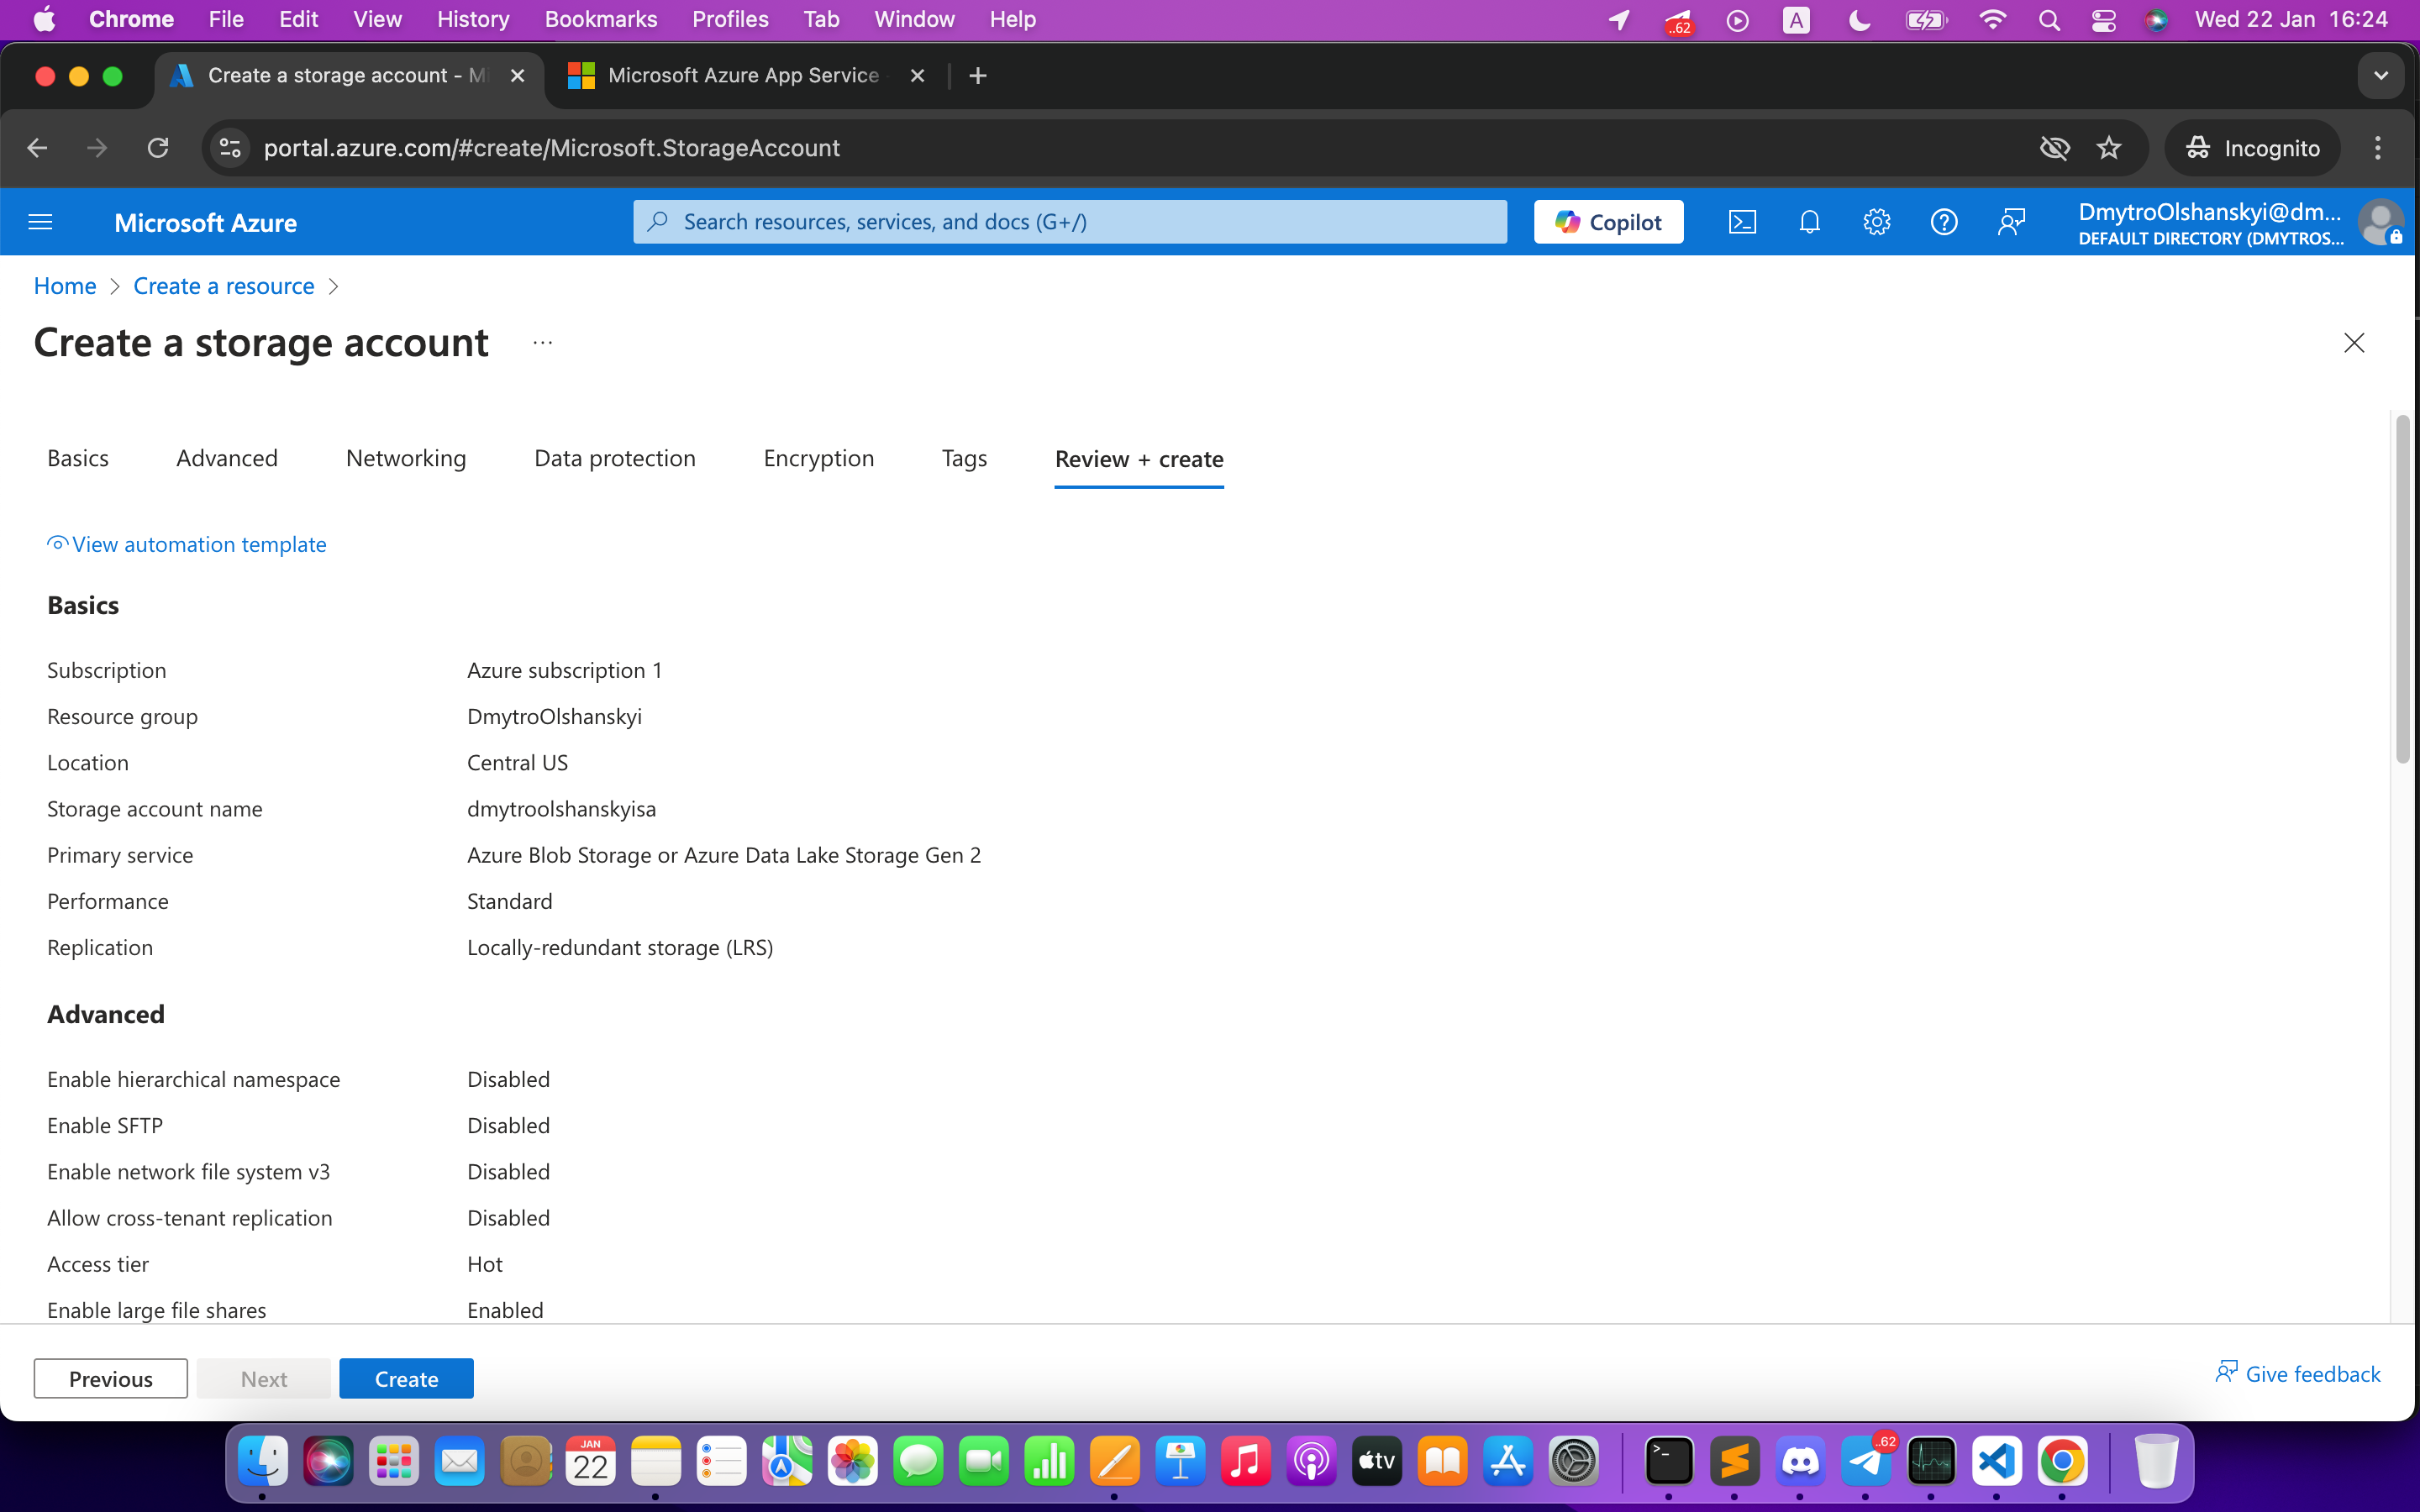 Chrome File Edit View History Bookmarks Profiles Tab Window Help ..62 A Wed 22 Jan 16:24
Create a storage account - Mi Microsoft Azure App Service -
portal.azure.com/#create/Microsoft.StorageAccount Incognito
Microsoft Azure Search resources, services, and docs (G+/) Copilot DmytroOlshanskyi@dm...
DEFAULT DIRECTORY (DMYTROS...
Home > Create a resource >
Create a storage account ...
Basics Advanced Networking Data protection Encryption Tags Review + create
View automation template
Basics
Subscription Azure subscription 1
Resource group DmytroOlshanskyi
Location Central US
Storage account name dmytroolshanskyisa
Primary service Azure Blob Storage or Azure Data Lake Storage Gen 2
Performance Standard
Replication Locally-redundant storage (LRS)
Advanced
Enable hierarchical namespace Disabled
Enable SFTP Disabled
Enable network file system v3 Disabled
Allow cross-tenant replication Disabled
Access tier Hot
Enable large file shares Enabled
Previous Next Create Give feedback
JAN
22
tv
..62